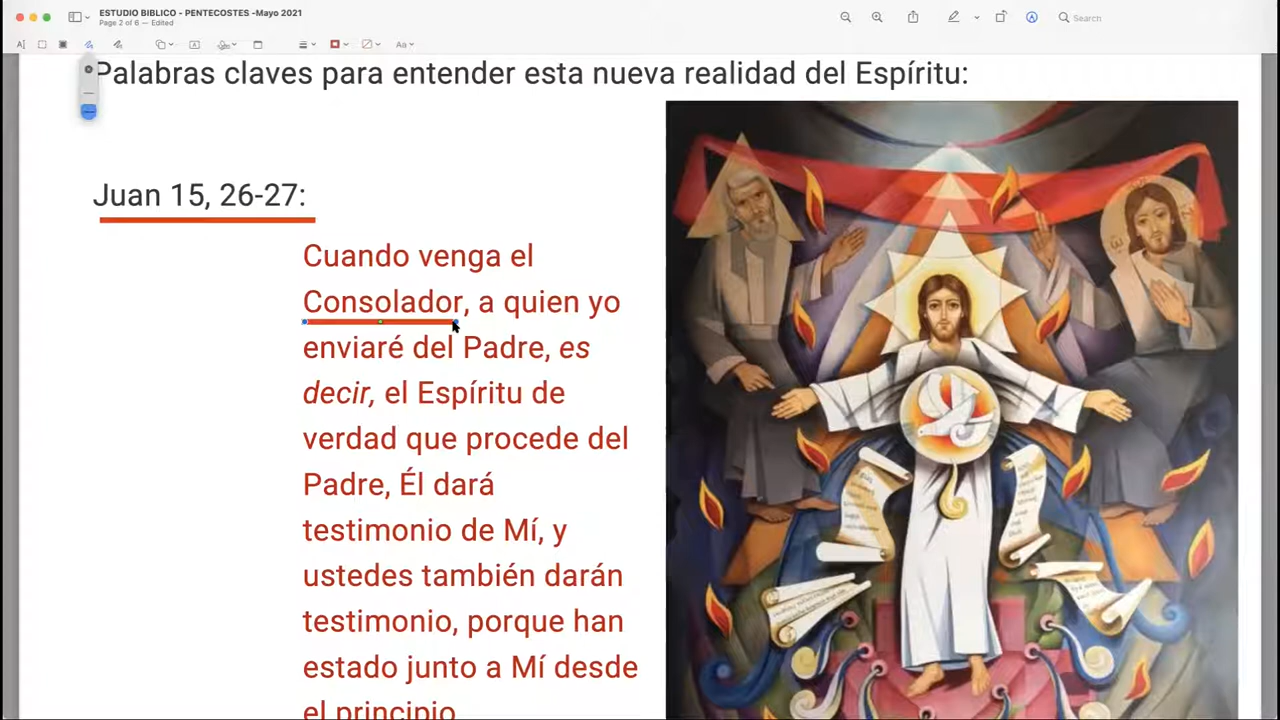 ESTUDIO BIBLICO - PENTECOSTES -Mayo 2021
Page 2 of 6 — Edited
Search
Aa
Palabras claves para entender esta nueva realidad del Espíritu:
Juan 15, 26-27:
Cuando venga el
Consolador, a quien yo
enviaré del Padre, es
decir, el Espíritu de
verdad que procede del
Padre, Él dará
testimonio de Mí, y
ustedes también darán
testimonio, porque han
estado junto a Mí desde
el principio